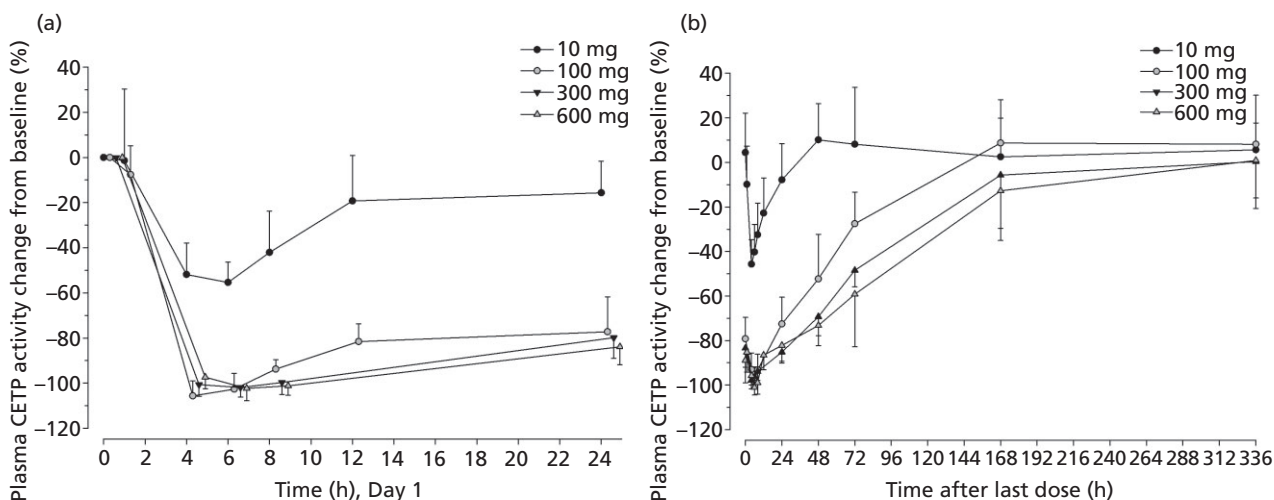 (a)
Plasma CETP activity change from baseline (%)
10 mg
100 mg
300 mg
600 mg
40
20
0
−20
−40
−60
−80
−100
−120
0 2 4 6 8 10 12 14 16 18 20 22 24
Time (h), Day 1
(b)
Plasma CETP activity change from baseline (%)
10 mg
100 mg
300 mg
600 mg
40
20
0
−20
−40
−60
−80
−100
−120
0 24 48 72 96 120 144 168 192 216 240 264 288 312 336
Time after last dose (h)